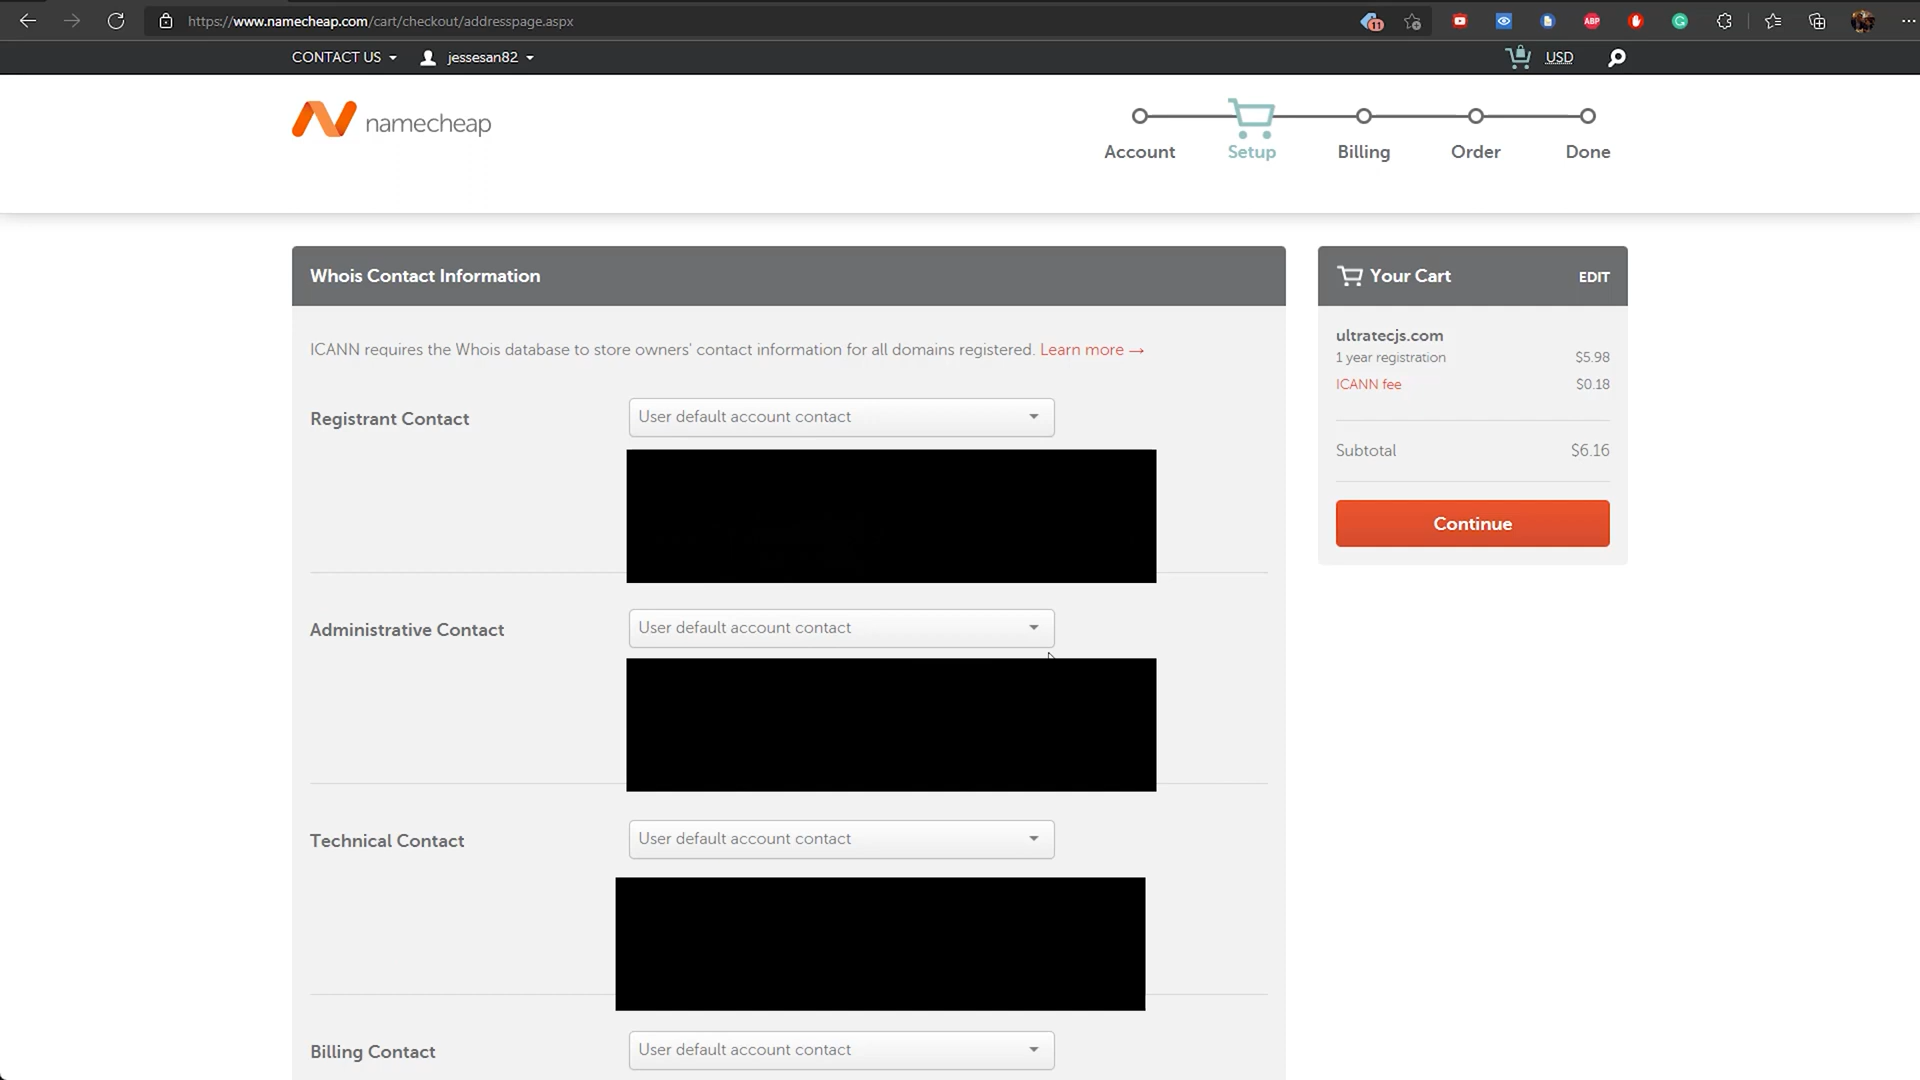 https://www.namecheap.com/cart/checkout/addresspage.aspx
11
ABP
CONTACT US
jessesan82
USD
namecheap
Account
Setup
Billing
Order
Done
Whois Contact Information
ICANN requires the Whois database to store owners' contact information for all domains registered. Learn more →
Registrant Contact
User default account contact
Administrative Contact
User default account contact
Technical Contact
User default account contact
Billing Contact
User default account contact
Your Cart
EDIT
ultratecjs.com
1 year registration $5.98
ICANN fee $0.18
Subtotal $6.16
Continue